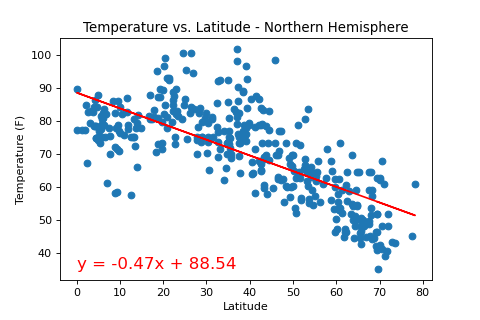 Temperature vs. Latitude - Northern Hemisphere
100
90
80
70
60
50
40
Temperature (F)
y = -0.47x + 88.54
0 10 20 30 40 50 60 70 80
Latitude